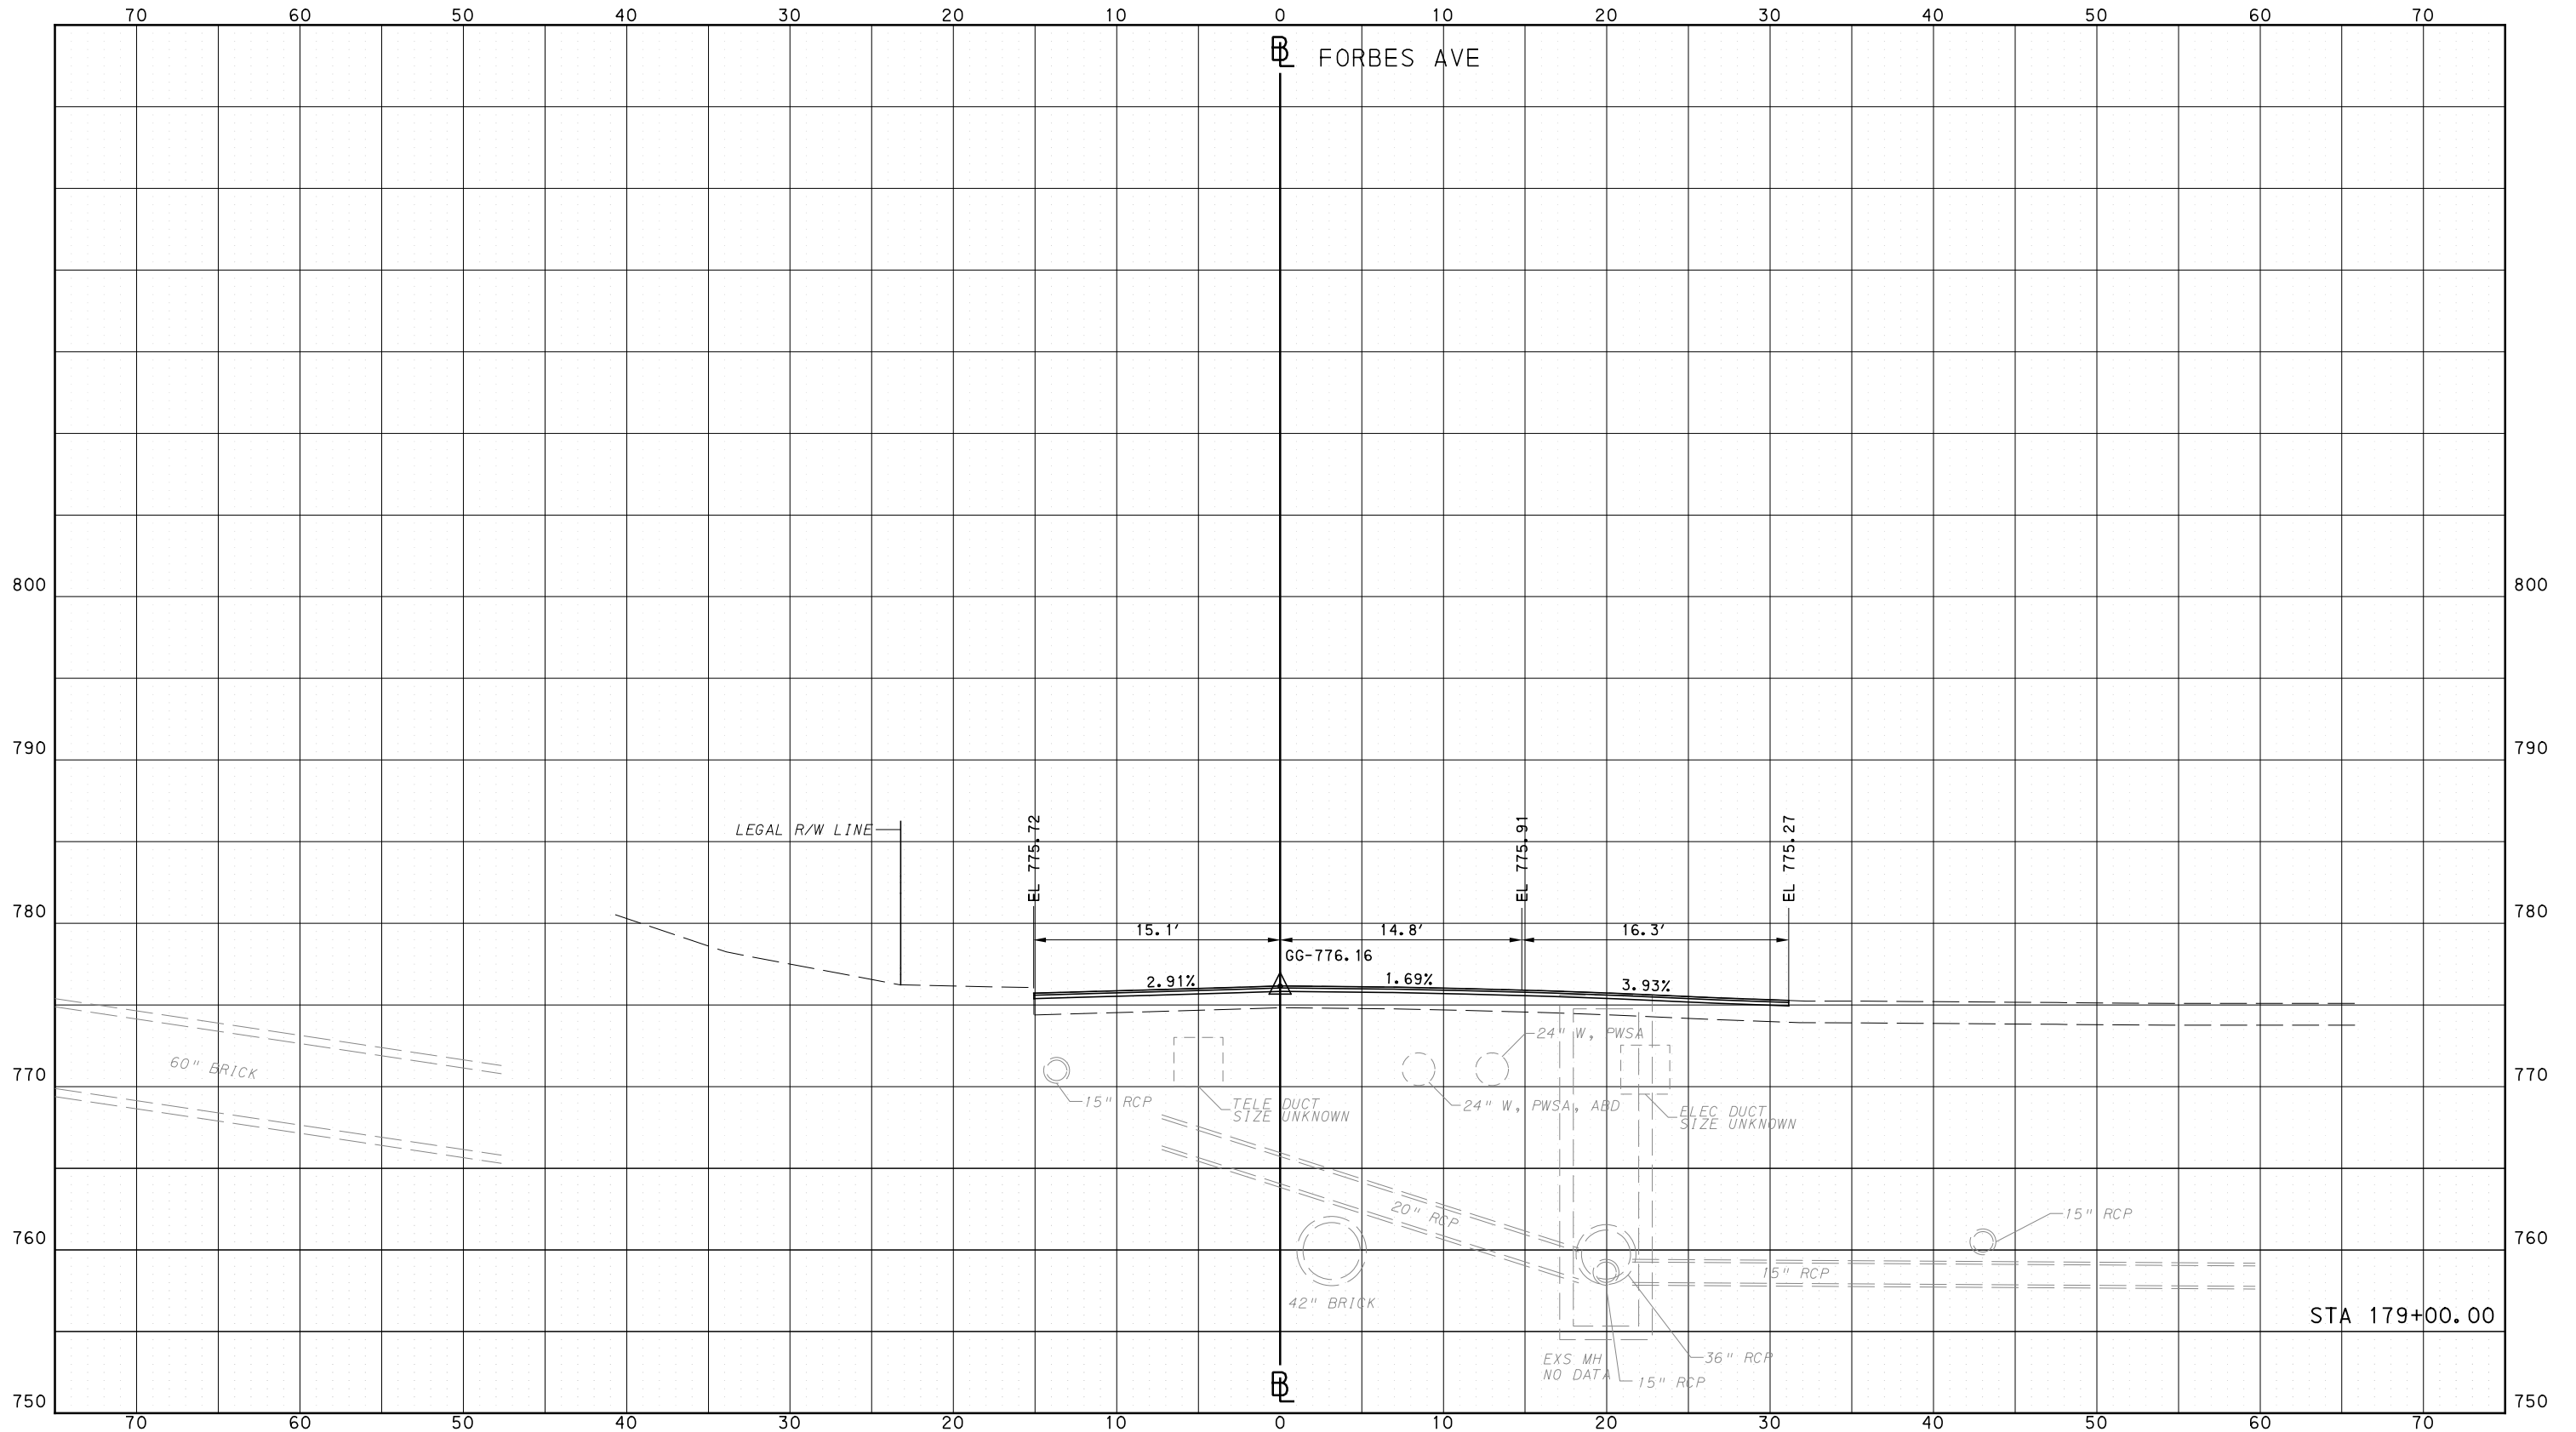 70 60 50 40 30 20 10 0 10 20 30 40 50 60 70
BL FORBES AVE
800 800
790 790
LEGAL R/W LINE
EL 775.72
EL 775.91
EL 775.27
780 780
15.1' 14.8' 16.3'
GG-776.16
2.91% 1.69% 3.93%
24" W, PWSA
60" BRICK
770 770
15" RCP
TELE DUCT
SIZE UNKNOWN
24" W, PWSA, ABD
ELEC DUCT
SIZE UNKNOWN
20" RCP
15" RCP
760 760
15" RCP
42" BRICK
STA 179+00.00
EXS MH
NO DATA
36" RCP
15" RCP
BL
750 750
70 60 50 40 30 20 10 0 10 20 30 40 50 60 70